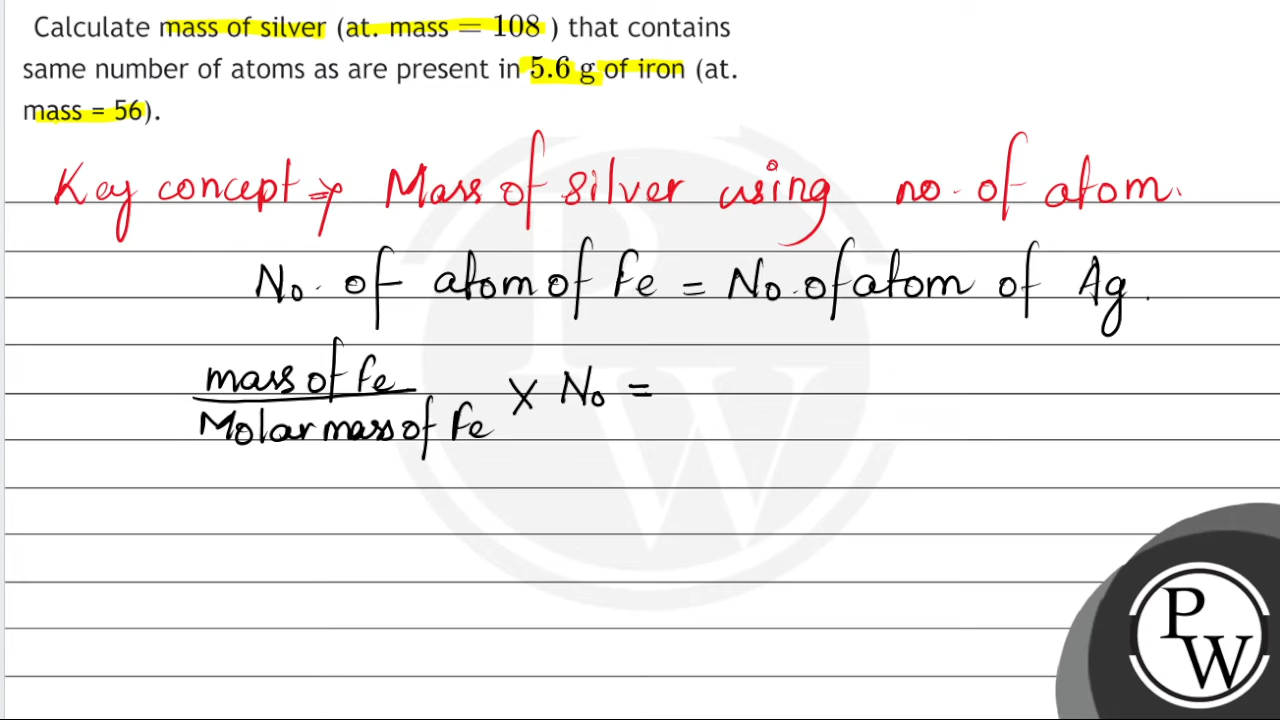 Calculate mass of silver (at. mass = 108 ) that contains
same number of atoms as are present in 5.6 g of iron (at.
mass = 56).
Key concept ⇒ Mass of silver using no. of atom.
No. of atom of Fe = No. of atom of Ag.
mass of Fe
Molar mass of Fe × No =
P
W